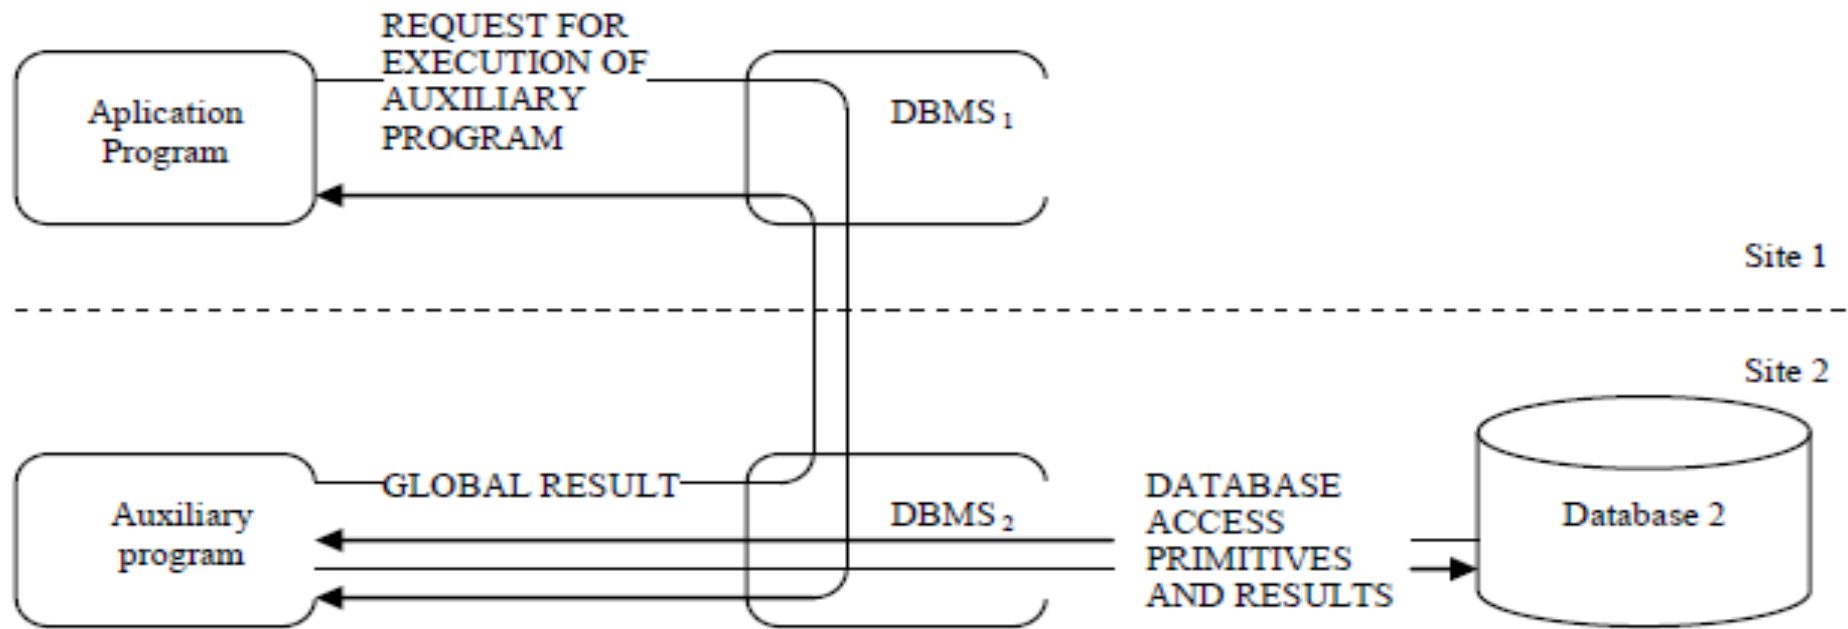 REQUEST FOR
EXECUTION OF
AUXILIARY
PROGRAM
Aplication
Program
DBMS 1
Site 1
Site 2
GLOBAL RESULT
Auxiliary
program
DBMS 2
DATABASE
ACCESS
PRIMITIVES
AND RESULTS
Database 2